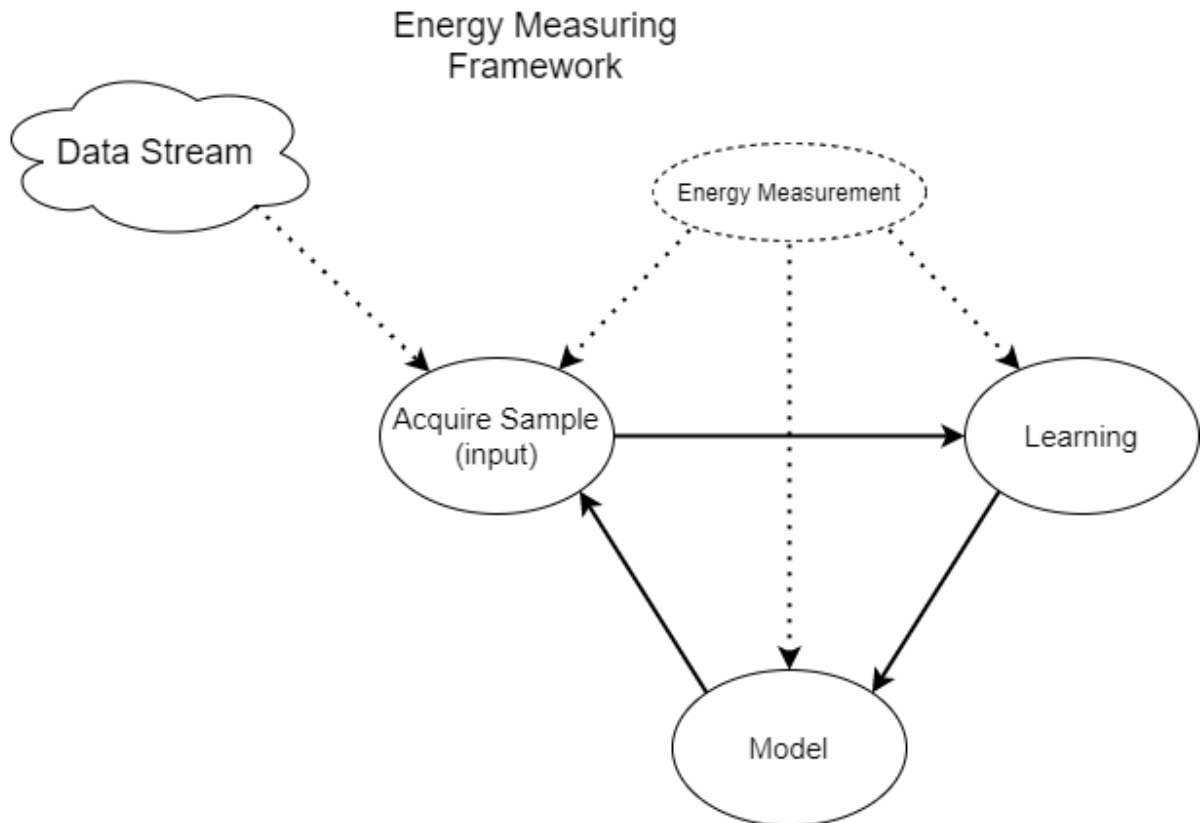 Energy Measuring
Framework
Data Stream
Energy Measurement
Acquire Sample
(input)
Learning
Model